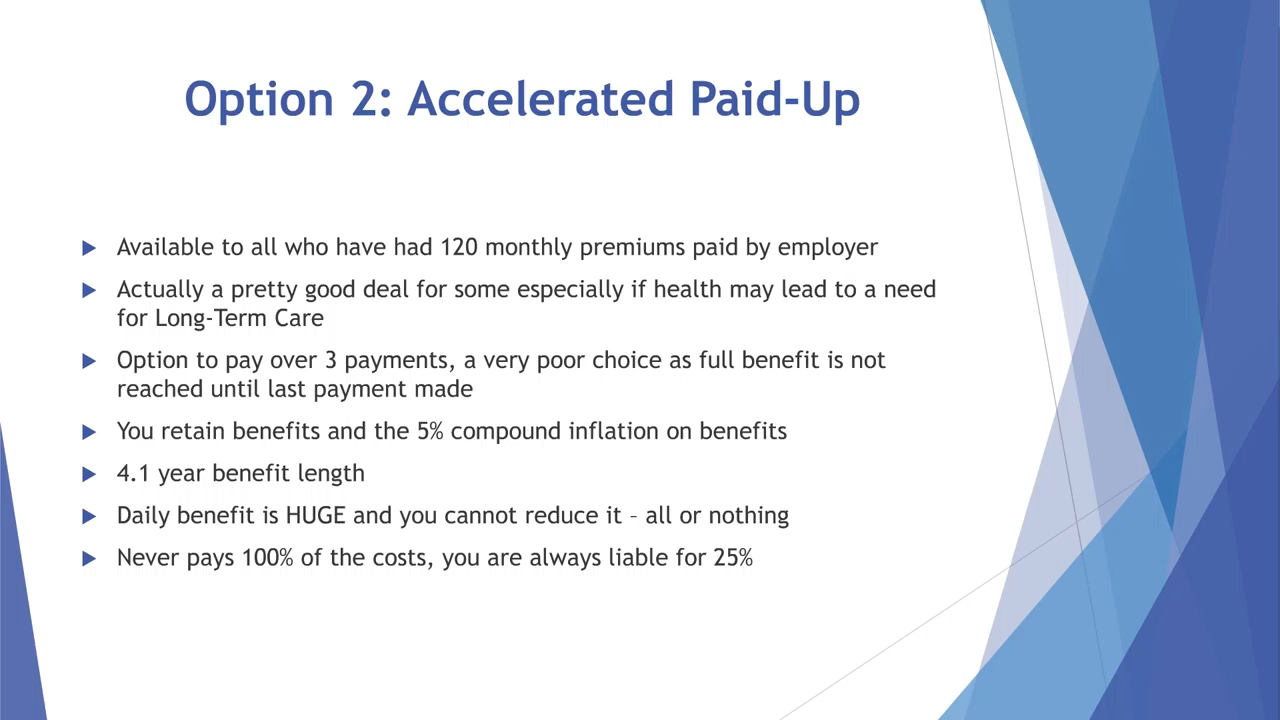 Option 2: Accelerated Paid-Up
Available to all who have had 120 monthly premiums paid by employer
Actually a pretty good deal for some especially if health may lead to a need
for Long-Term Care
Option to pay over 3 payments, a very poor choice as full benefit is not
reached until last payment made
You retain benefits and the 5% compound inflation on benefits
4.1 year benefit length
Daily benefit is HUGE and you cannot reduce it – all or nothing
Never pays 100% of the costs, you are always liable for 25%